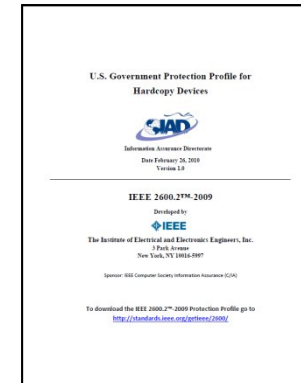 U.S. Government Protection Profile for
Hardcopy Devices
IAD
Information Assurance Directorate
Date February 26, 2010
Version 1.0
IEEE 2600.2™-2009
Developed by
IEEE
The Institute of Electrical and Electronics Engineers, Inc.
3 Park Avenue
New York, NY 10016-5997
Sponsor: IEEE Computer Society Information Assurance (C/IA)
To download the IEEE 2600.2™-2009 Protection Profile go to
http://standards.ieee.org/getieee/2600/